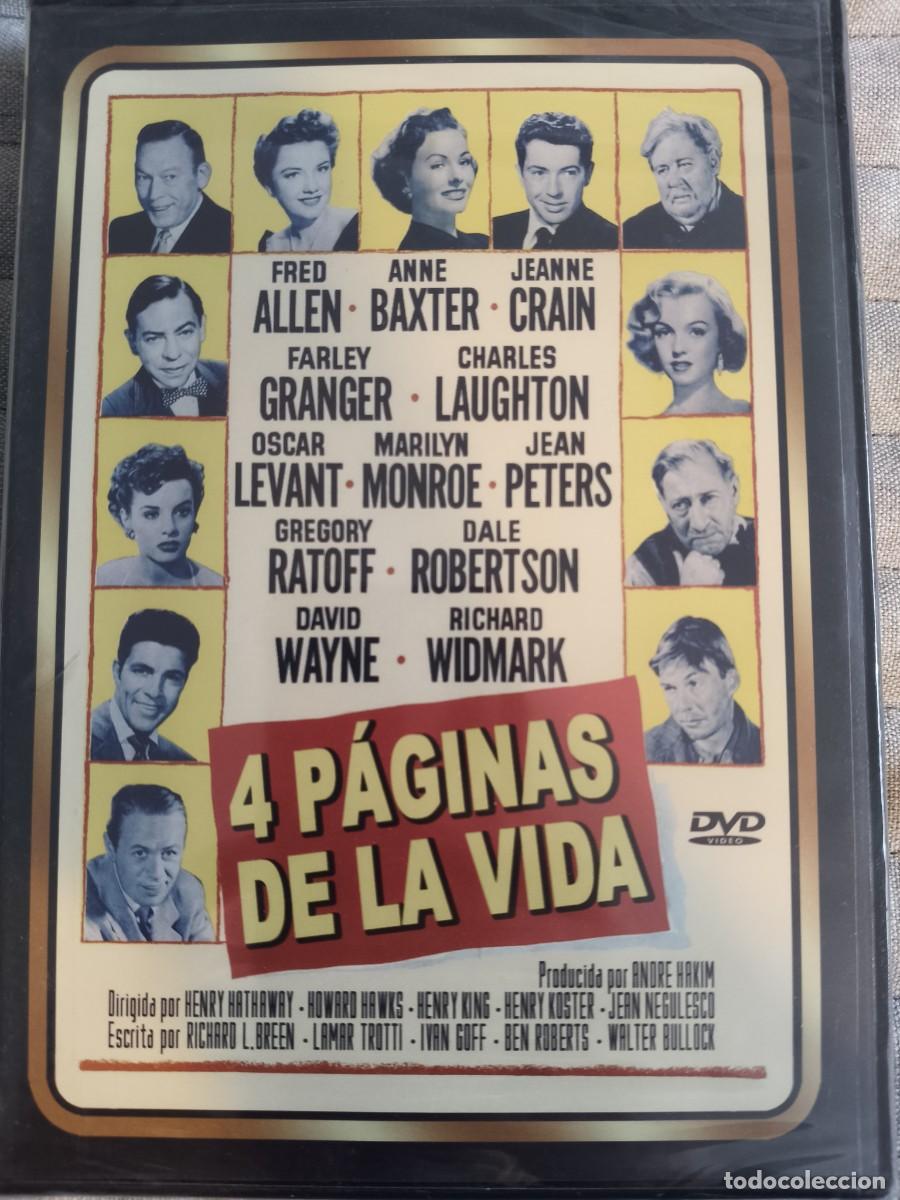 FRED ANNE JEANNE
ALLEN · BAXTER · CRAIN
FARLEY CHARLES
GRANGER · LAUGHTON
OSCAR MARILYN JEAN
LEVANT · MONROE · PETERS
GREGORY DALE
RATOFF · ROBERTSON
DAVID RICHARD
WAYNE · WIDMARK
4 PÁGINAS
DE LA VIDA
DVD
VIDEO
Producida por ANDRE HAKIM
Dirigida por HENRY HATHAWAY · HOWARD HAWKS · HENRY KING · HENRY KOSTER · JEAN NEGULESCO
Escrita por RICHARD L. BREEN · LAMAR TROTTI · IVAN GOFF · BEN ROBERTS · WALTER BULLOCK
todocoleccion